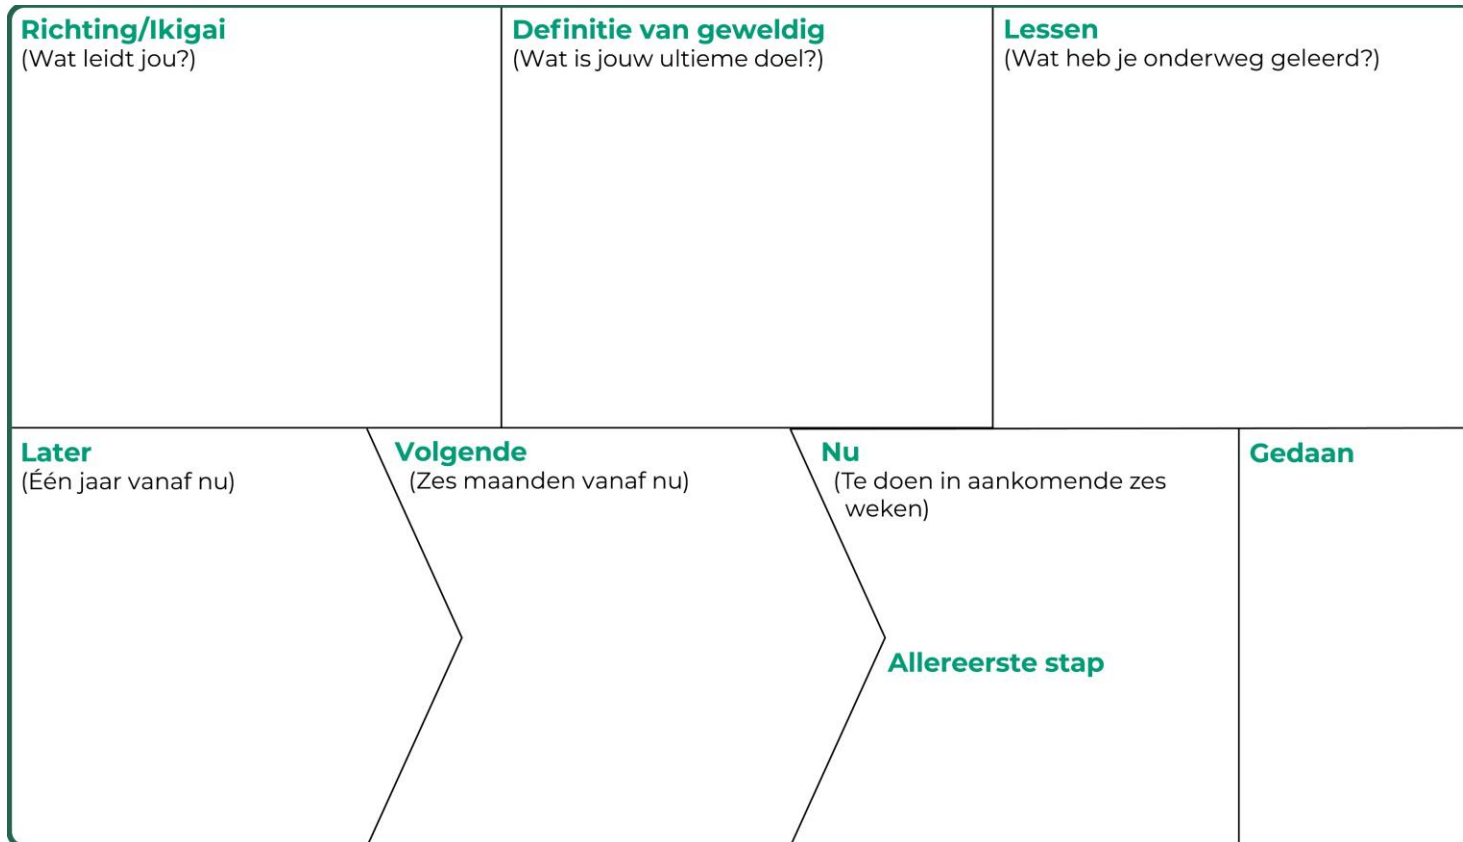 Richting/Ikigai
(Wat leidt jou?)
Definitie van geweldig
(Wat is jouw ultieme doel?)
Lessen
(Wat heb je onderweg geleerd?)
Later
(Één jaar vanaf nu)
Volgende
(Zes maanden vanaf nu)
Nu
(Te doen in aankomende zes
weken)
Allereerste stap
Gedaan